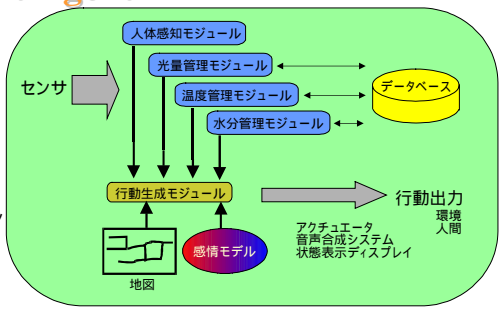 人体感知モジュール
光量管理モジュール
センサ
データベース
温度管理モジュール
水分管理モジュール
行動生成モジュール
行動出力
環境
人間
アクチュエータ
音声合成システム
状態表示ディスプレイ
感情モデル
地図